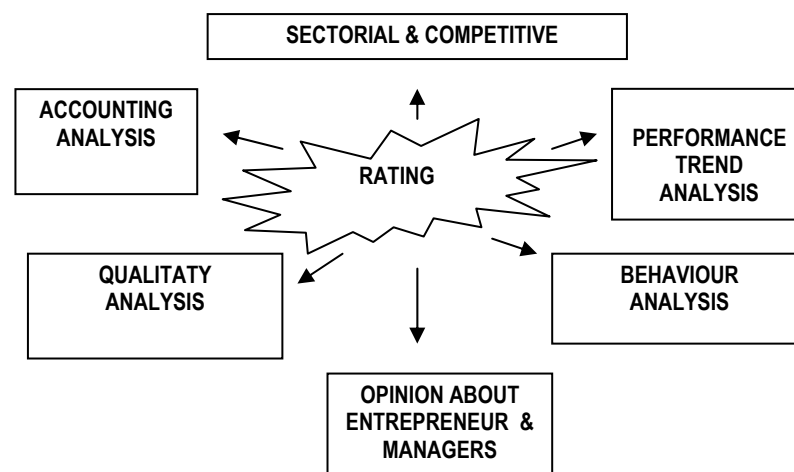 SECTORIAL & COMPETITIVE
ACCOUNTING
ANALYSIS
PERFORMANCE
TREND
ANALYSIS
RATING
QUALITATY
ANALYSIS
BEHAVIOUR
ANALYSIS
OPINION ABOUT
ENTREPRENEUR &
MANAGERS